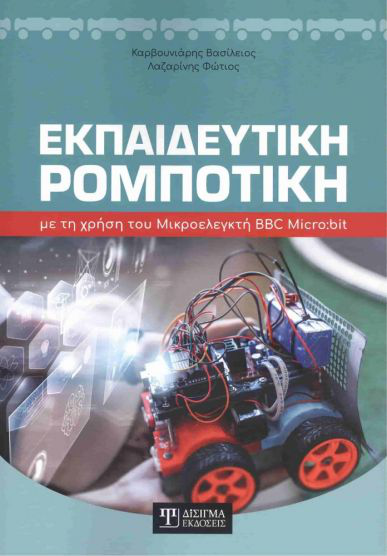 Καρβουνιάρης Βασίλειος
Λαζαρίνης Φώτιος
ΕΚΠΑΙΔΕΥΤΙΚΗ
ΡΟΜΠΟΤΙΚΗ
με τη χρήση του Μικροελεγκτή BBC Micro:bit
ΔΙΣΙΓΜΑ
ΕΚΔΟΣΕΙΣ